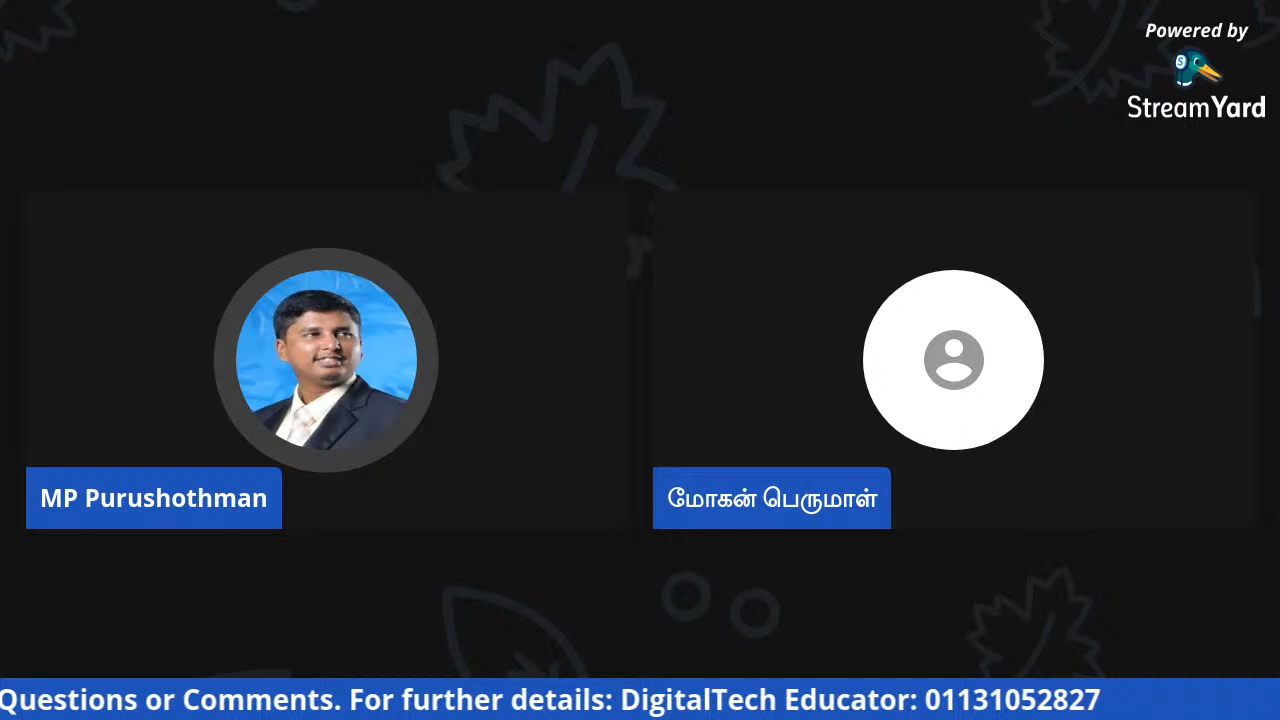 Powered by
StreamYard
MP Purushothman
மோகன் பெருமாள்
Questions or Comments. For further details: DigitalTech Educator: 01131052827